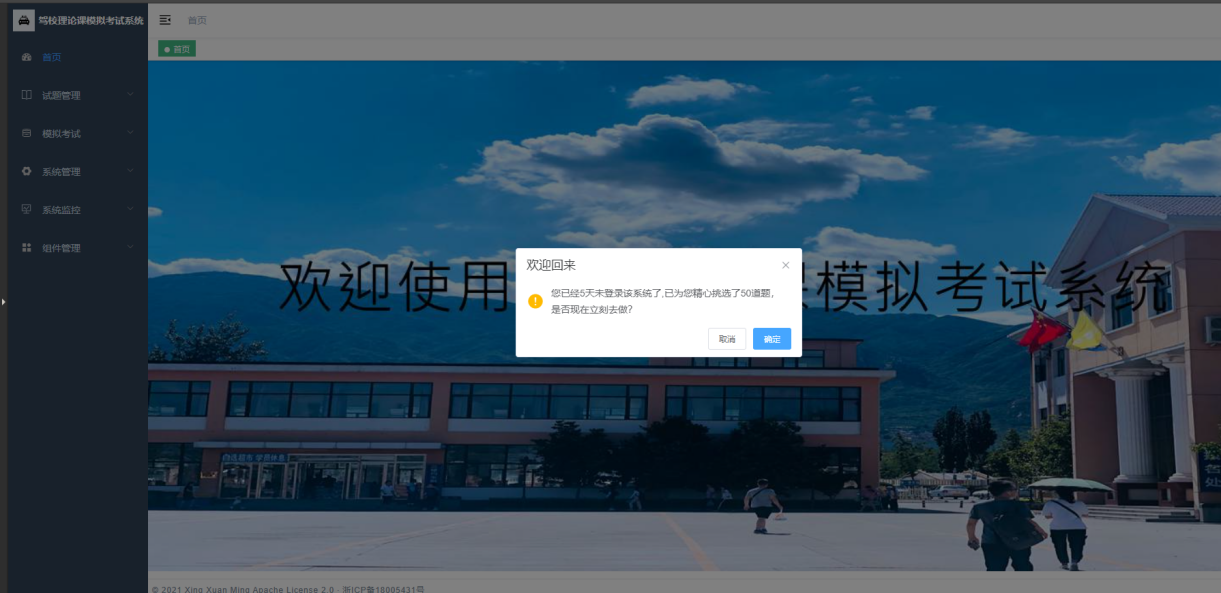 驾校理论课模拟考试系统
首页
首页
首页
试题管理
模拟考试
系统管理
系统监控
组件管理
欢迎使用
课模拟考试系统
欢迎回来
您已经5天未登录该系统了,已为您精心挑选了50道题,
是否现在立刻去做?
取消
确定
© 2021 Xing Xuan Ming Apache License 2.0 · 浙ICP备18005431号